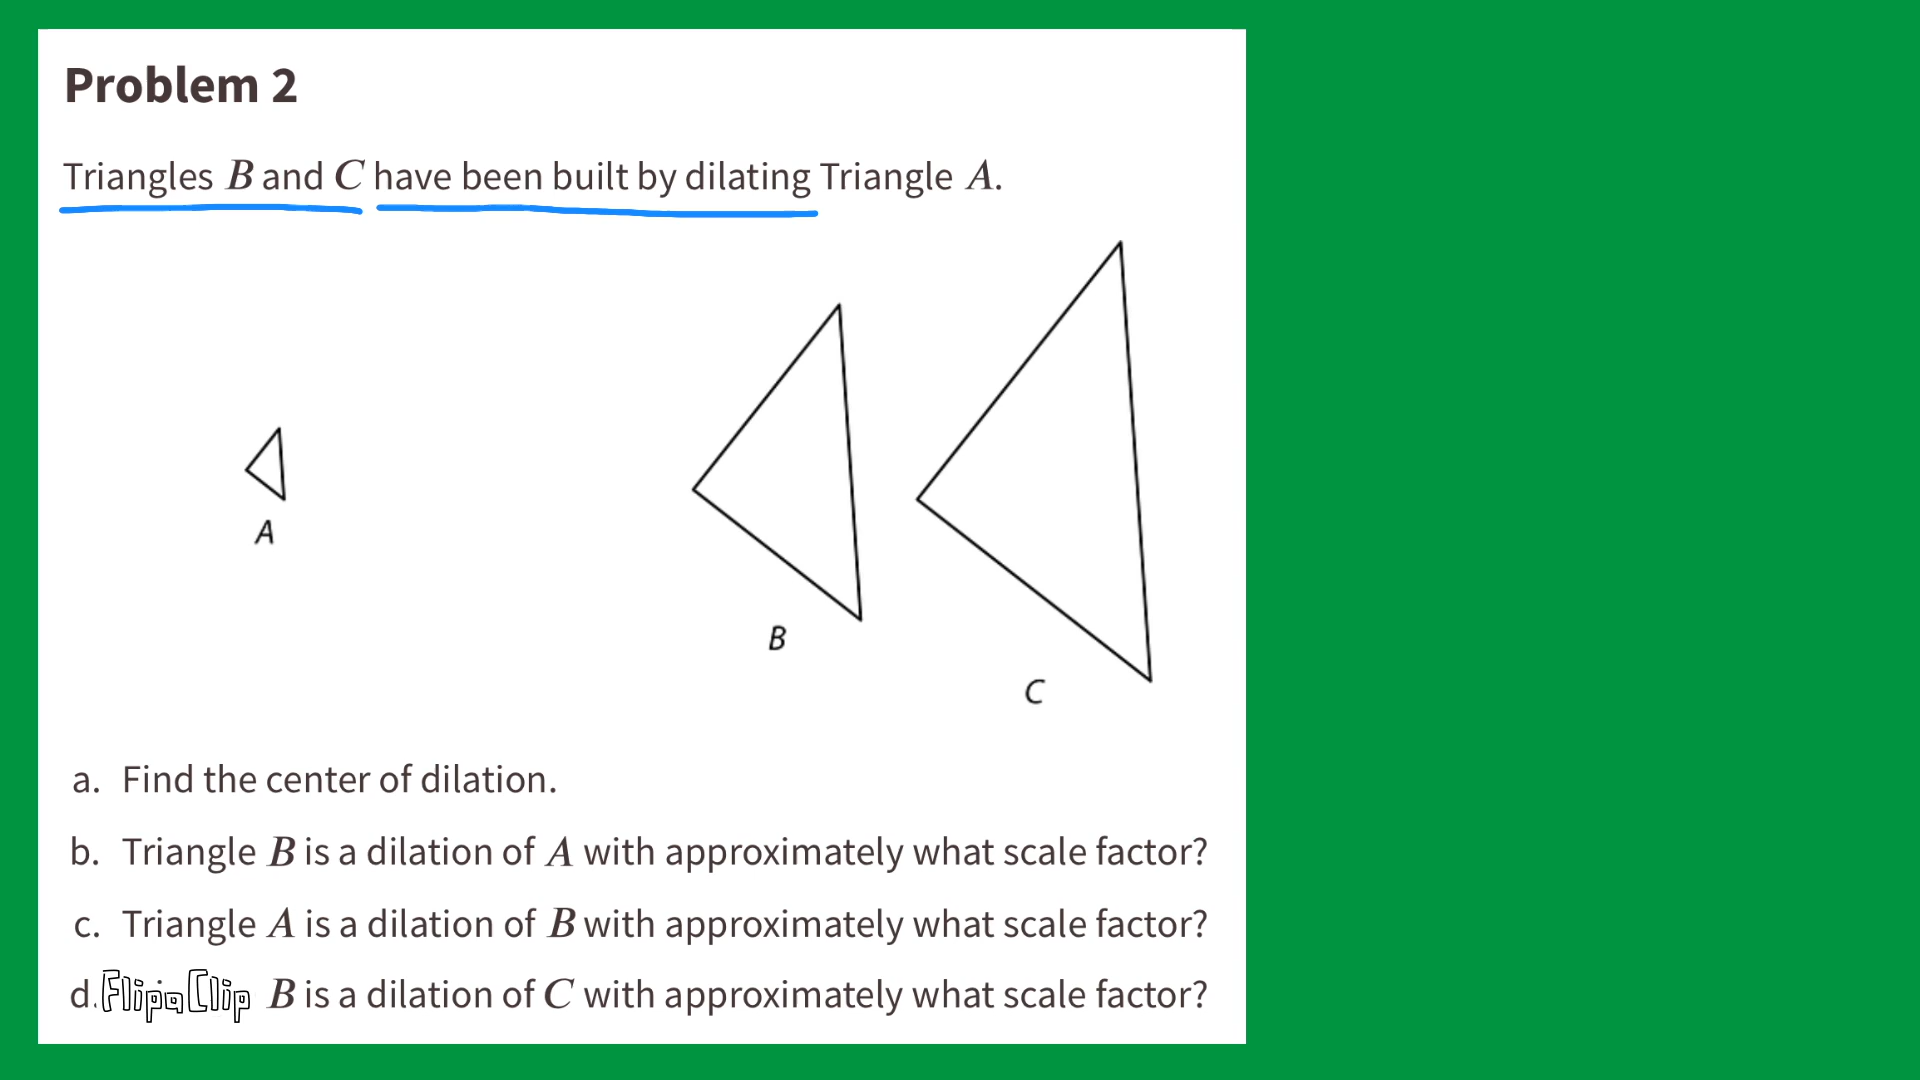 Problem 2
Triangles B and C have been built by dilating Triangle A.
A
B
C
a. Find the center of dilation.
b. Triangle B is a dilation of A with approximately what scale factor?
c. Triangle A is a dilation of B with approximately what scale factor?
d. FlipaClip B is a dilation of C with approximately what scale factor?